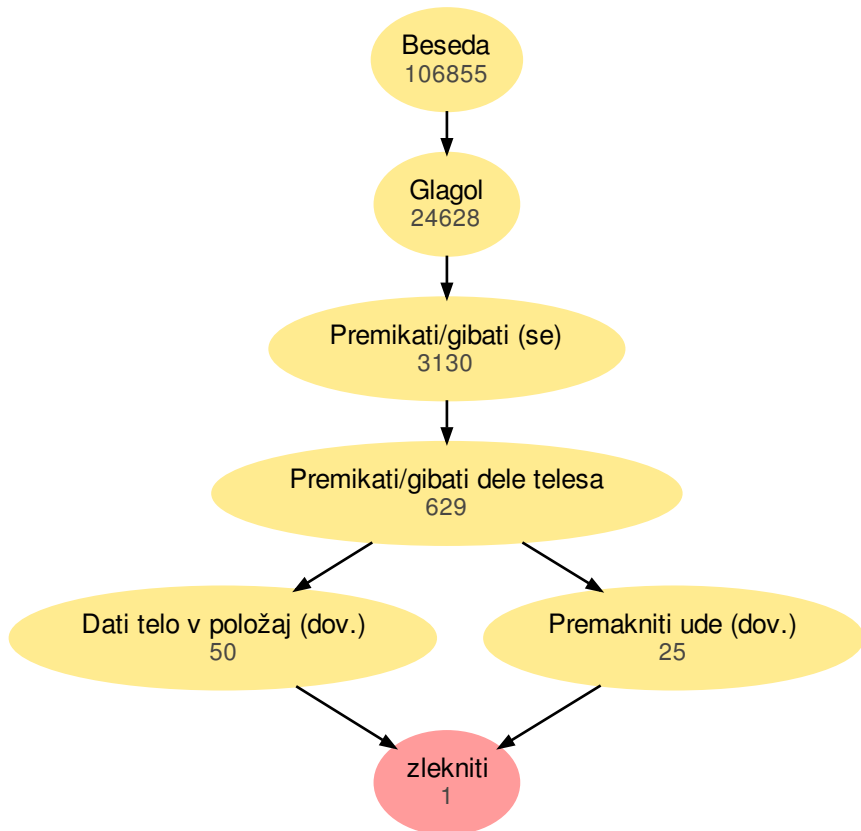 Beseda
106855
Glagol
24628
Premikati/gibati (se)
3130
Premikati/gibati dele telesa
629
Dati telo v položaj (dov.)
50
Premakniti ude (dov.)
25
zlekniti
1